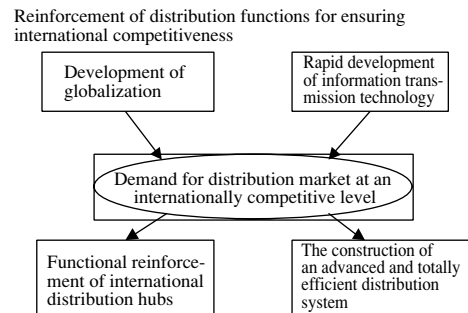 Reinforcement of distribution functions for ensuring
international competitiveness
Development of
globalization
Rapid development
of information trans-
mission technology
Demand for distribution market at an
internationally competitive level
Functional reinforce-
ment of international
distribution hubs
The construction of
an advanced and totally
efficient distribution
system